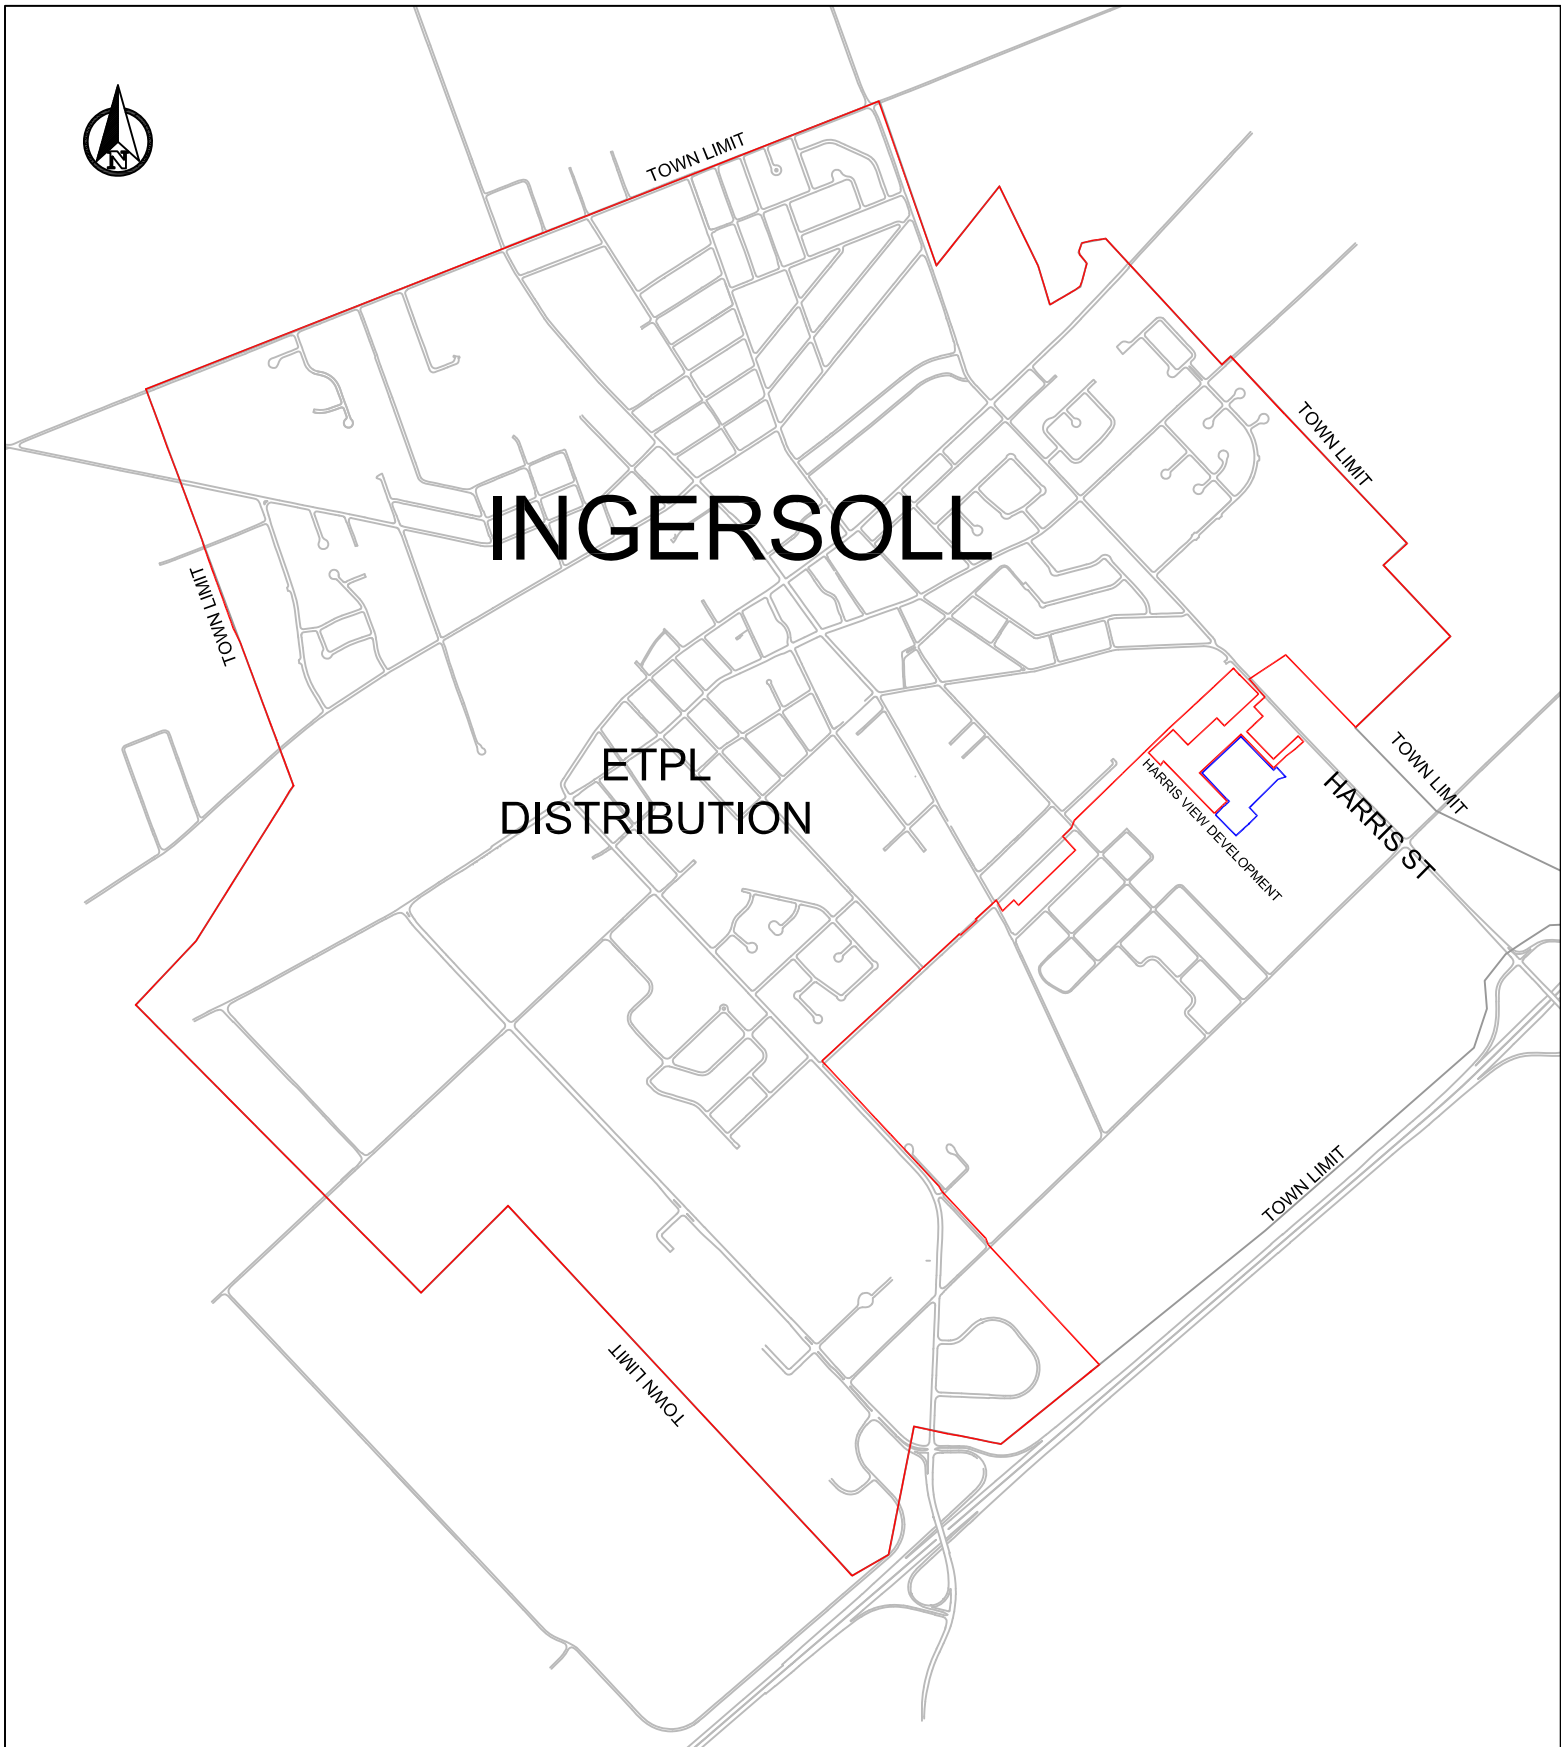 TOWN LIMIT
N
TOWN LIMIT
INGERSOLL
TOWN LIMIT
ETPL
DISTRIBUTION
TOWN LIMIT
HARRIS VIEW DEVELOPMENT
HARRIS ST
TOWN LIMIT
TOWN LIMIT